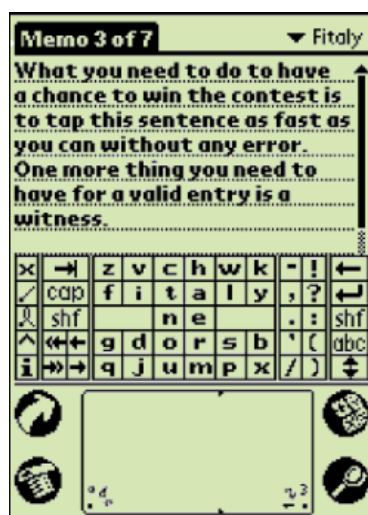 Memo 3 of 7 Fitaly
What you need to do to have
a chance to win the contest is
to tap this sentence as fast as
you can without any error.
One more thing you need to
have for a valid entry is a
witness.
z v c h w k - !
cap f i t a l y , ?
shf n e . : shf
g d o r s b ' ( abc
i q j u m p x / )